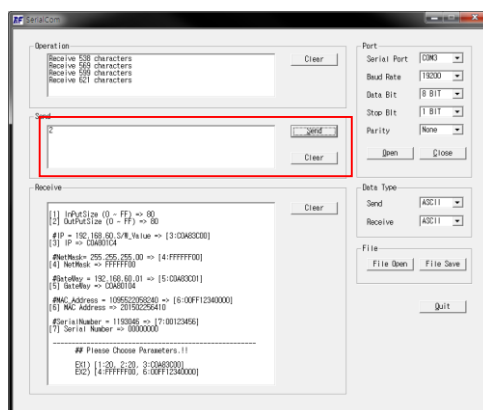 SerialCom
Operation
Receive 538 characters
Receive 569 characters
Receive 599 characters
Receive 621 characters
Clear
Send
2
Send
Clear
Receive
[1] InPutSize (0 ~ FF) => 80
[2] OutPutSize (0 ~ FF) => 80
#IP = 192.168.60.S/W_Value => [3:C0A83C00]
[3] IP => C0A801C4
#NetMask= 255.255.255.00 => [4:FFFFFF00]
[4] NetMask => FFFFFF00
#GateWay = 192.168.60.01 => [5:C0A83C01]
[5] GateWay => C0A80104
#MAC_Address = 1095522058240 => [6:00FF12340000]
[6] MAC Address => 201502256410
#SerialNumber = 1193046 => [7:00123456]
[7] Serial Number => 00000000
------------------------------------------------
## Please Choose Parameters.!!
EX1) [1:20, 2:20, 3:C0A83C00]
EX2) [4:FFFFFF00, 6:00FF12340000]
Clear
Port
Serial Port COM3
Baud Rate 19200
Data Bit 8 BIT
Stop Bit 1 BIT
Parity None
Open Close
Data Type
Send ASCII
Receive ASCII
File
File Open File Save
Quit